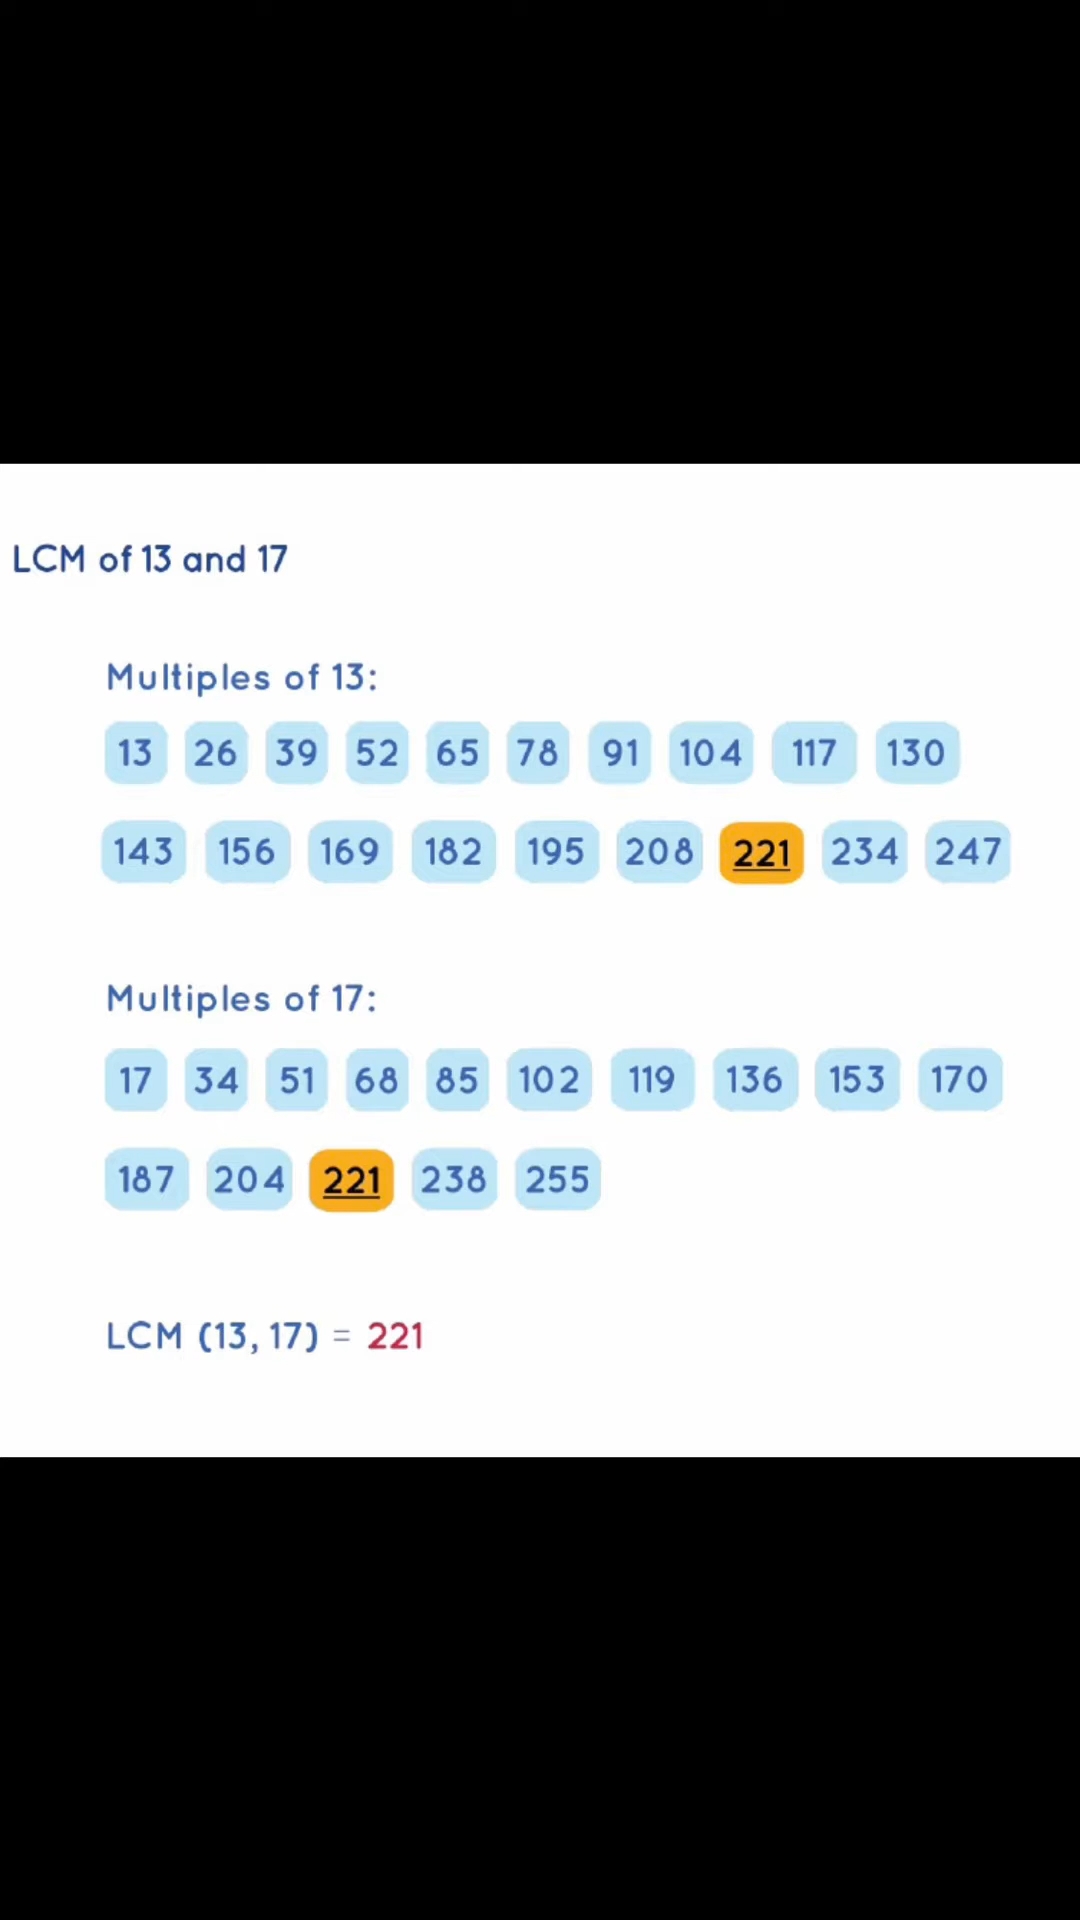 LCM of 13 and 17
Multiples of 13:
13 26 39 52 65 78 91 104 117 130
143 156 169 182 195 208 221 234 247
Multiples of 17:
17 34 51 68 85 102 119 136 153 170
187 204 221 238 255
LCM (13, 17) = 221